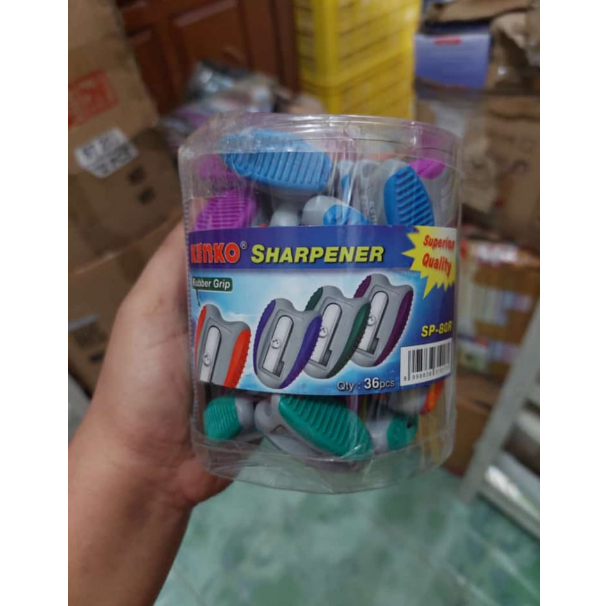 KENKO® SHARPENER
Superior
Quality
Rubber Grip
SP-80R
Qty : 36pcs